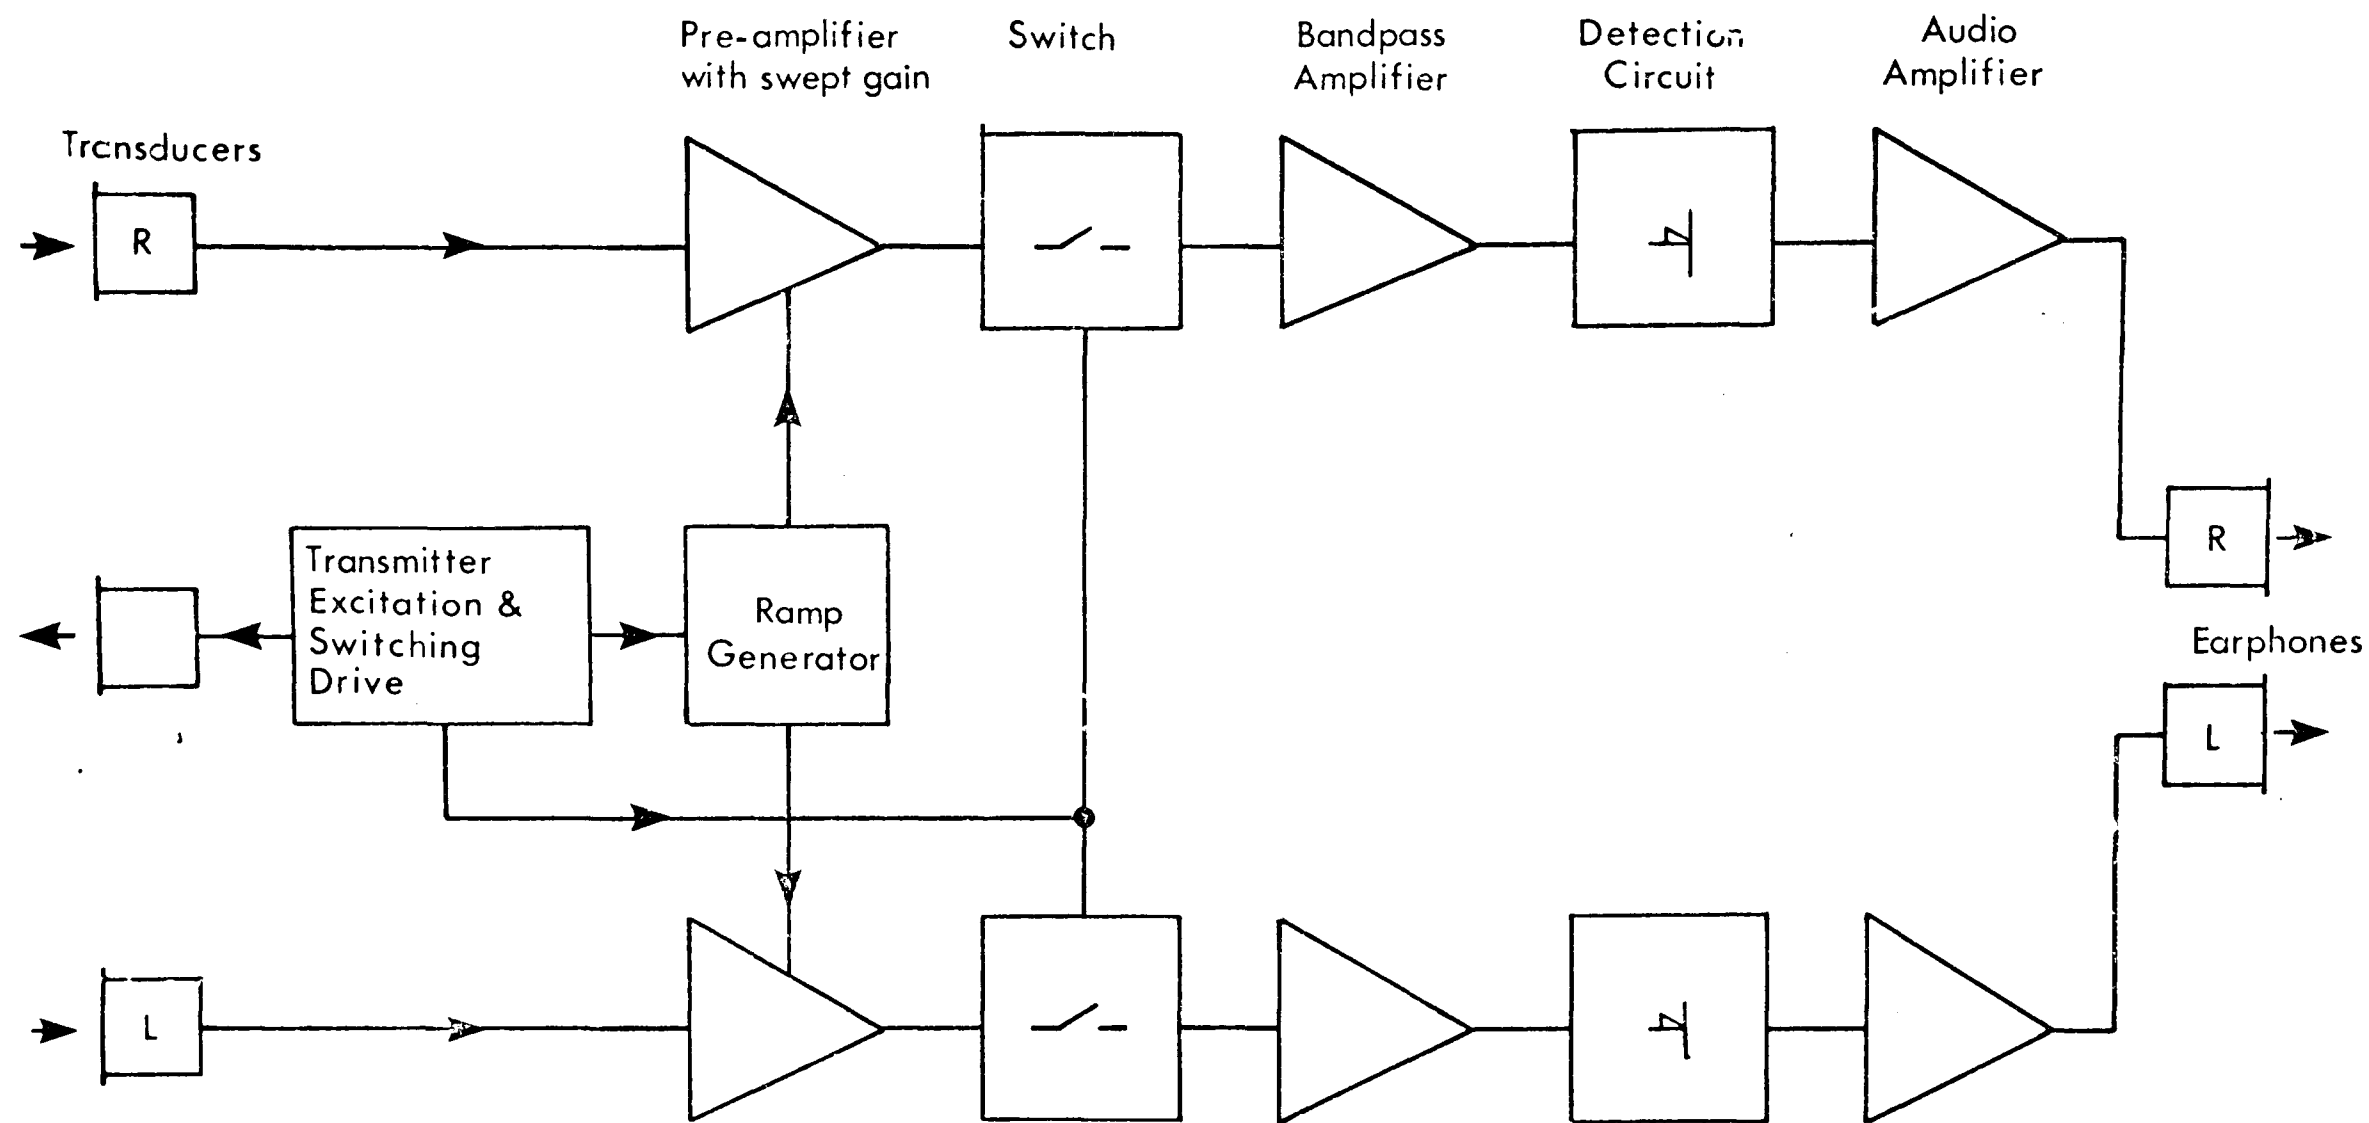 Pre-amplifier
with swept gain
Switch
Bandpass
Amplifier
Detection
Circuit
Audio
Amplifier
Transducers
R
Transmitter
Excitation &
Switching
Drive
Ramp
Generator
R
Earphones
L
L